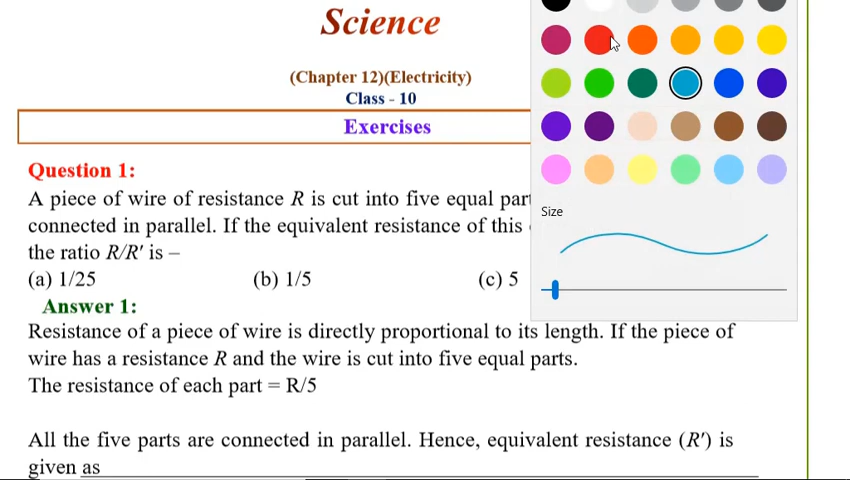 Science
(Chapter 12)(Electricity)
Class - 10
Exercises
Question 1:
A piece of wire of resistance R is cut into five equal
connected in parallel. If the equivalent resistance of this
the ratio R/R′ is –
(a) 1/25 (b) 1/5 (c) 5
Answer 1:
Resistance of a piece of wire is directly proportional to its length. If the piece of
wire has a resistance R and the wire is cut into five equal parts.
The resistance of each part = R/5
All the five parts are connected in parallel. Hence, equivalent resistance (R′) is
given as
Size